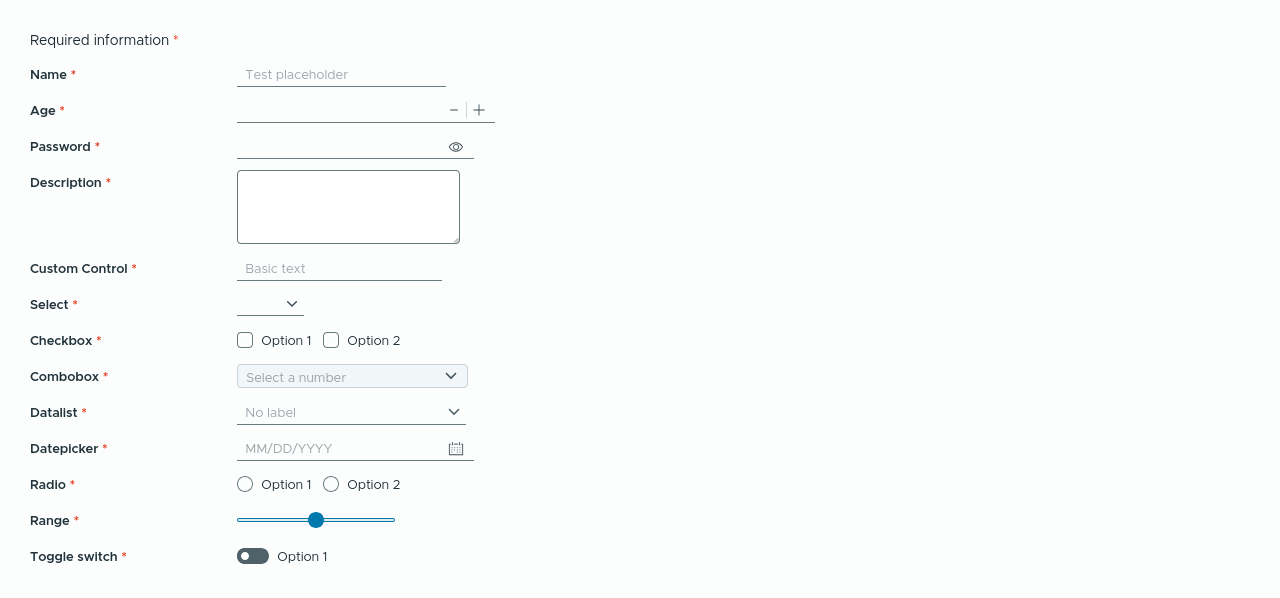 Required information *
Name * Test placeholder
Age *
Password *
Description *
Custom Control * Basic text
Select *
Checkbox * Option 1 Option 2
Combobox * Select a number
Datalist * No label
Datepicker * MM/DD/YYYY
Radio * Option 1 Option 2
Range *
Toggle switch * Option 1